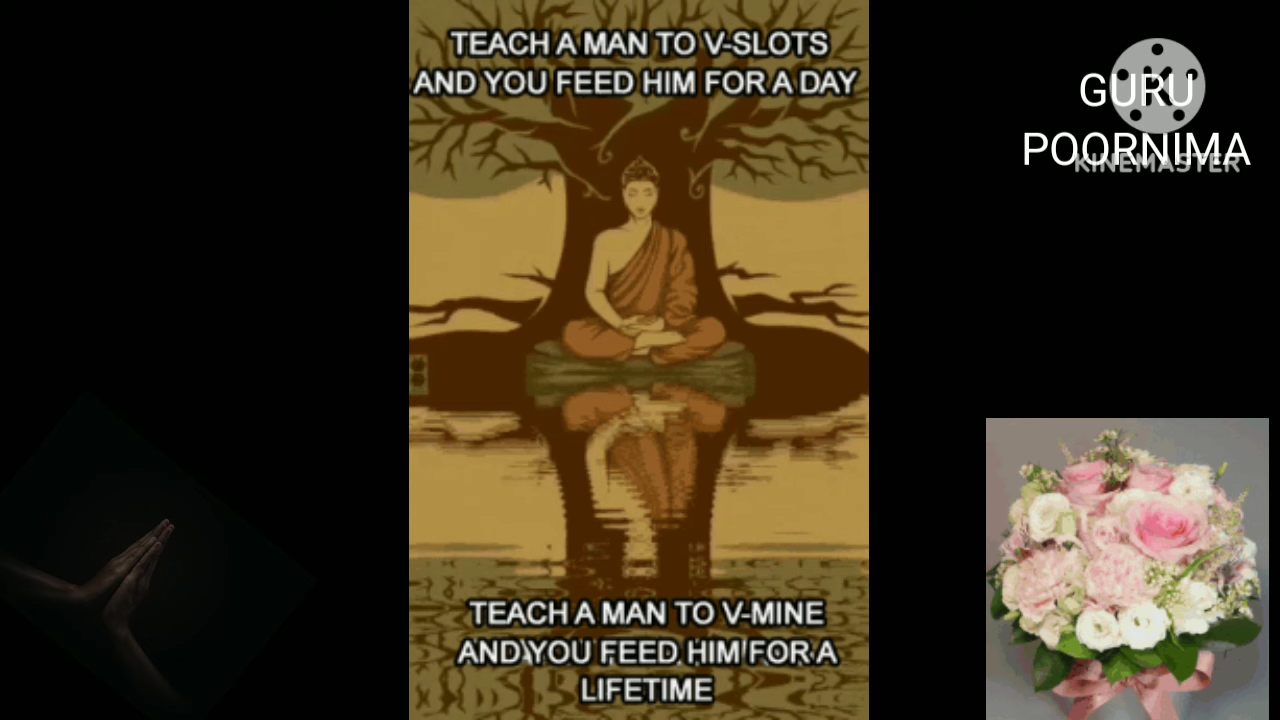 TEACH A MAN TO V-SLOTS
AND YOU FEED HIM FOR A DAY
GURU
POORNIMA
K
KINEMASTER
TEACH A MAN TO V-MINE
AND YOU FEED HIM FOR A
LIFETIME